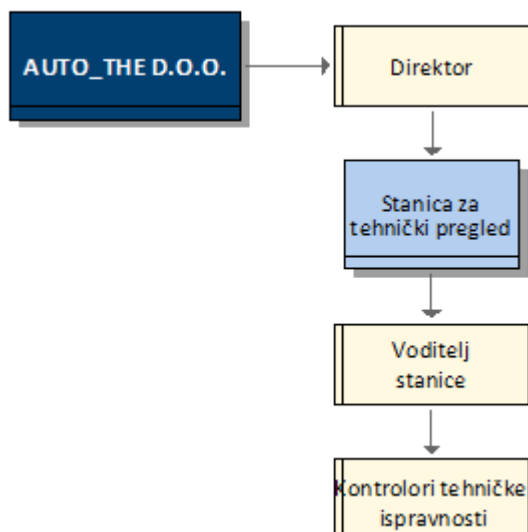 AUTO_THE D.O.O.
Direktor
Stanica za
tehnički pregled
Voditelj
stanice
Kontrolori tehničke
ispravnosti